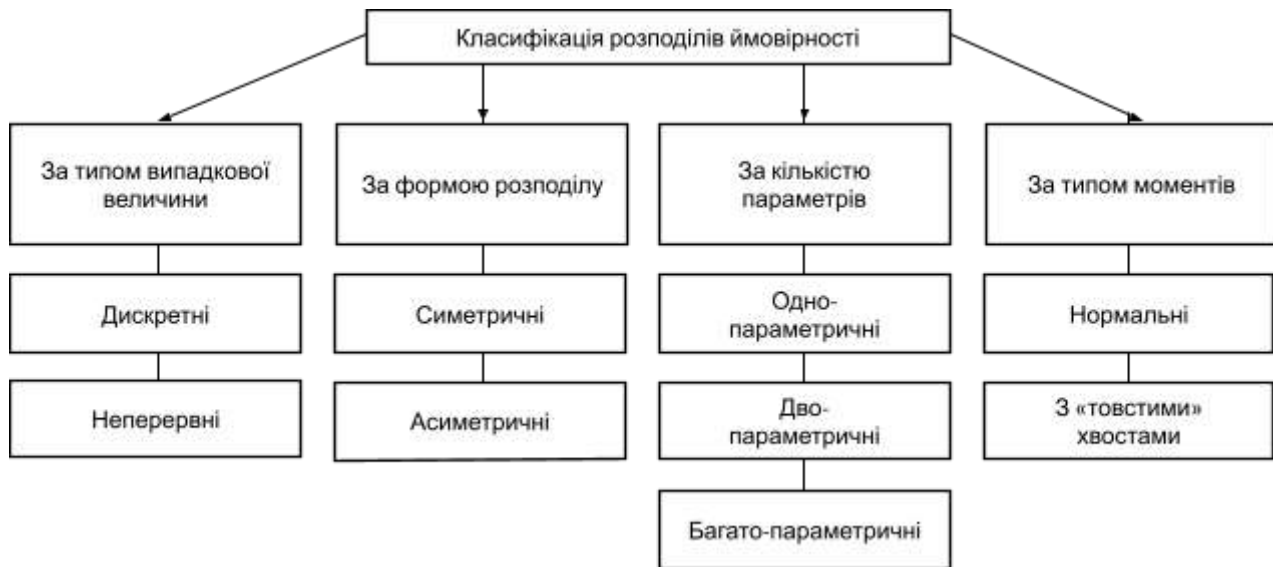 Класифікація розподілів ймовірності
За типом випадкової
величини
За формою розподілу
За кількістю
параметрів
За типом моментів
Дискретні
Симетричні
Одно-
параметричні
Нормальні
Неперервні
Асиметричні
Дво-
параметричні
З «товстими»
хвостами
Багато-параметричні